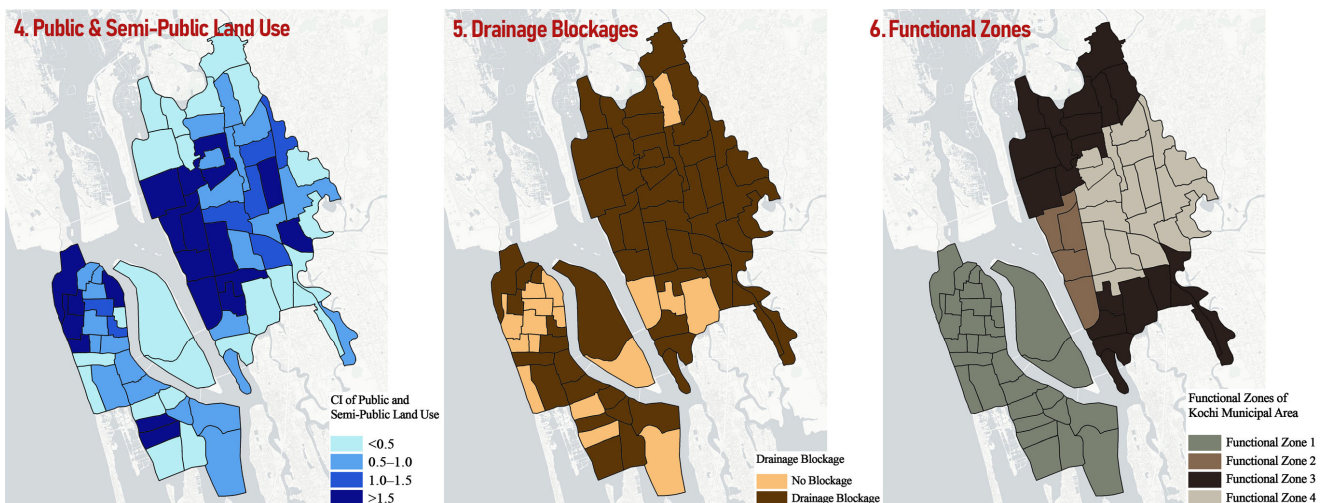 4. Public & Semi-Public Land Use
CI of Public and
Semi-Public Land Use
<0.5
0.5–1.0
1.0–1.5
>1.5
5. Drainage Blockages
Drainage Blockage
No Blockage
Drainage Blockage
6. Functional Zones
Functional Zones of
Kochi Municipal Area
Functional Zone 1
Functional Zone 2
Functional Zone 3
Functional Zone 4